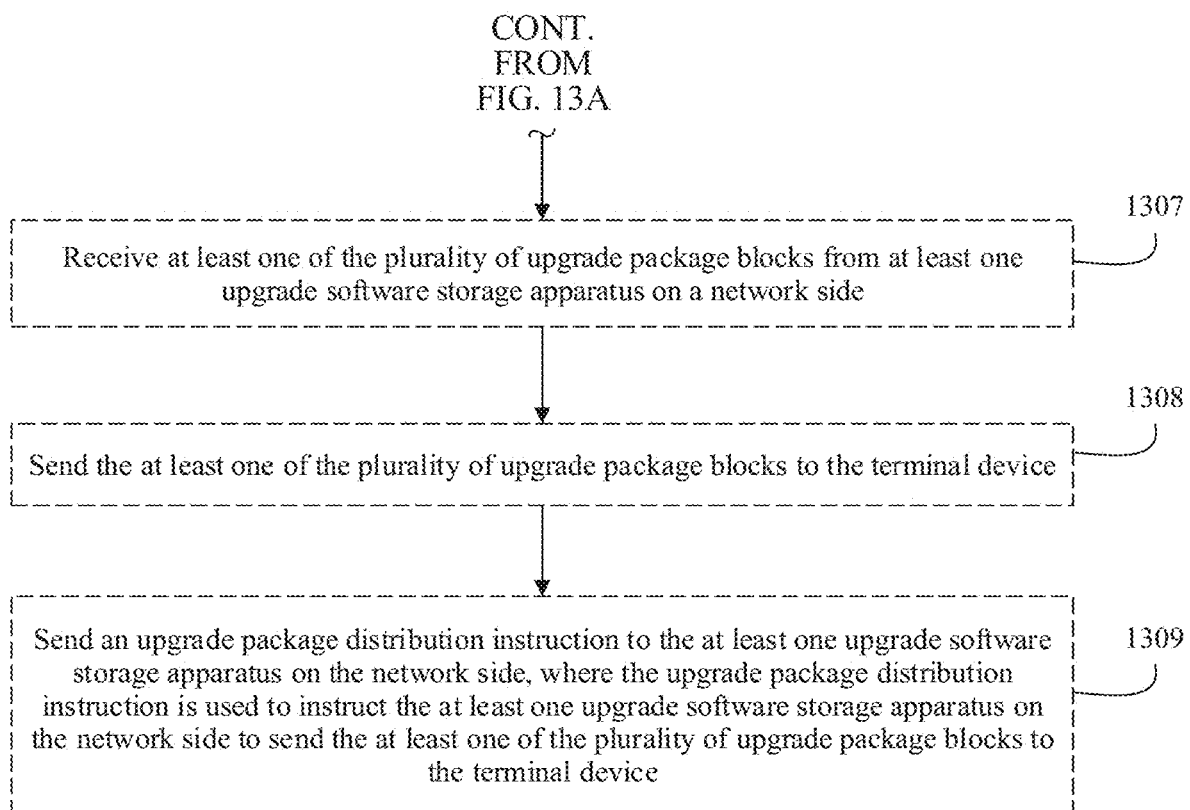 CONT.
FROM
FIG. 13A
1307
Receive at least one of the plurality of upgrade package blocks from at least one
upgrade software storage apparatus on a network side
1308
Send the at least one of the plurality of upgrade package blocks to the terminal device
1309
Send an upgrade package distribution instruction to the at least one upgrade software
storage apparatus on the network side, where the upgrade package distribution
instruction is used to instruct the at least one upgrade software storage apparatus on
the network side to send the at least one of the plurality of upgrade package blocks to
the terminal device